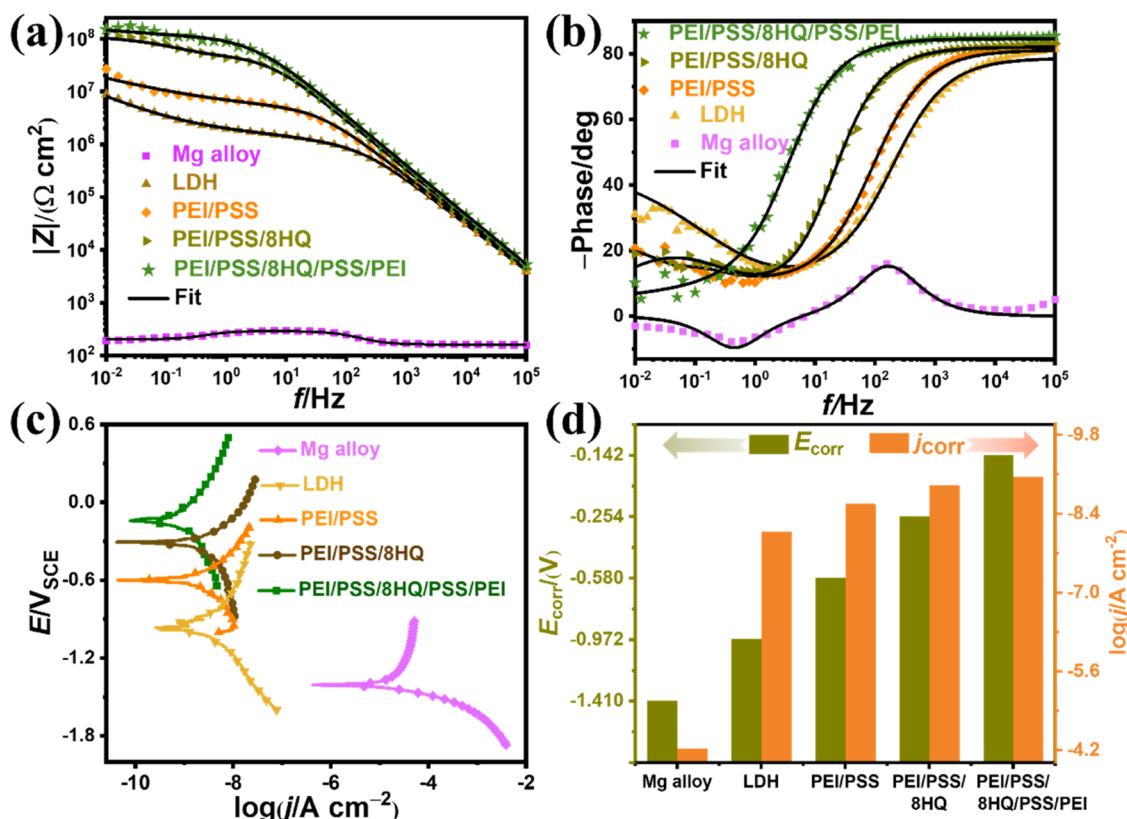 (a)
10⁸
10⁷
10⁶
10⁵
10⁴
10³
10²
|Z|/(Ω cm²)
Mg alloy
LDH
PEI/PSS
PEI/PSS/8HQ
PEI/PSS/8HQ/PSS/PEI
Fit
10⁻² 10⁻¹ 10⁰ 10¹ 10² 10³ 10⁴ 10⁵
f/Hz
(b)
80
60
40
20
0
−Phase/deg
PEI/PSS/8HQ/PSS/PEI
PEI/PSS/8HQ
PEI/PSS
LDH
Mg alloy
Fit
10⁻² 10⁻¹ 10⁰ 10¹ 10² 10³ 10⁴ 10⁵
f/Hz
(c)
0.6
0.0
-0.6
-1.2
-1.8
E/V_SCE
Mg alloy
LDH
PEI/PSS
PEI/PSS/8HQ
PEI/PSS/8HQ/PSS/PEI
-10 -8 -6 -4 -2
log(j/A cm⁻²)
(d)
E_corr
j_corr
-0.142
-0.254
-0.580
-0.972
-1.410
E_corr/(V)
-9.8
-8.4
-7.0
-5.6
-4.2
log(j/A cm⁻²)
Mg alloy
LDH
PEI/PSS
PEI/PSS/
8HQ
PEI/PSS/
8HQ/PSS/PEI